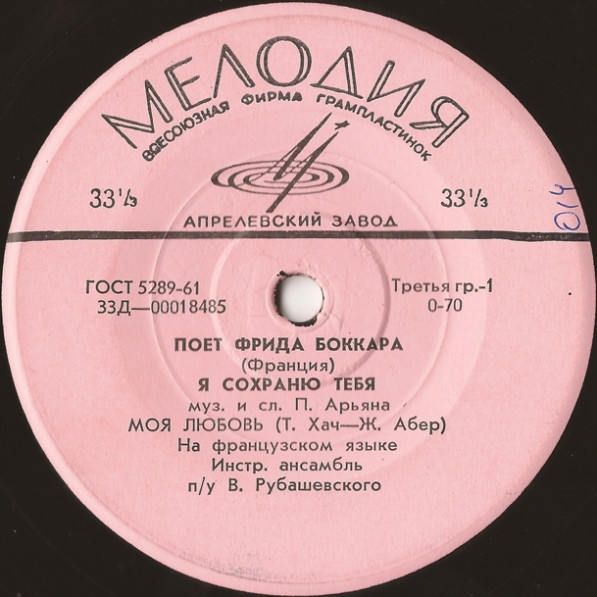 МЕЛОДИЯ
ВСЕСОЮЗНАЯ ФИРМА ГРАМПЛАСТИНОК
33⅓ 33⅓
АПРЕЛЕВСКИЙ ЗАВОД
014
ГОСТ 5289-61 Третья гр.-1
33Д—00018485 0-70
ПОЕТ ФРИДА БОККАРА
(Франция)
Я СОХРАНЮ ТЕБЯ
муз. и сл. П. Арьяна
МОЯ ЛЮБОВЬ (Т. Хач—Ж. Абер)
На французском языке
Инстр. ансамбль
п/у В. Рубашевского